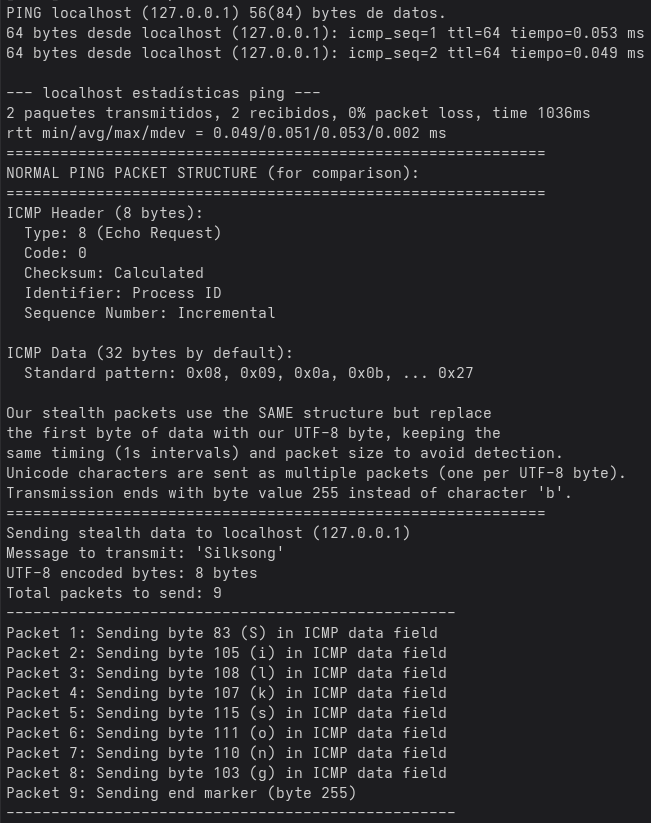 PING localhost (127.0.0.1) 56(84) bytes de datos.
64 bytes desde localhost (127.0.0.1): icmp_seq=1 ttl=64 tiempo=0.053 ms
64 bytes desde localhost (127.0.0.1): icmp_seq=2 ttl=64 tiempo=0.049 ms

--- localhost estadísticas ping ---
2 paquetes transmitidos, 2 recibidos, 0% packet loss, time 1036ms
rtt min/avg/max/mdev = 0.049/0.051/0.053/0.002 ms
============================================================
NORMAL PING PACKET STRUCTURE (for comparison):
============================================================
ICMP Header (8 bytes):
  Type: 8 (Echo Request)
  Code: 0
  Checksum: Calculated
  Identifier: Process ID
  Sequence Number: Incremental

ICMP Data (32 bytes by default):
  Standard pattern: 0x08, 0x09, 0x0a, 0x0b, ... 0x27

Our stealth packets use the SAME structure but replace
the first byte of data with our UTF-8 byte, keeping the
same timing (1s intervals) and packet size to avoid detection.
Unicode characters are sent as multiple packets (one per UTF-8 byte).
Transmission ends with byte value 255 instead of character 'b'.
============================================================
Sending stealth data to localhost (127.0.0.1)
Message to transmit: 'Silksong'
UTF-8 encoded bytes: 8 bytes
Total packets to send: 9
--------------------------------------------------
Packet 1: Sending byte 83 (S) in ICMP data field
Packet 2: Sending byte 105 (i) in ICMP data field
Packet 3: Sending byte 108 (l) in ICMP data field
Packet 4: Sending byte 107 (k) in ICMP data field
Packet 5: Sending byte 115 (s) in ICMP data field
Packet 6: Sending byte 111 (o) in ICMP data field
Packet 7: Sending byte 110 (n) in ICMP data field
Packet 8: Sending byte 103 (g) in ICMP data field
Packet 9: Sending end marker (byte 255)
--------------------------------------------------